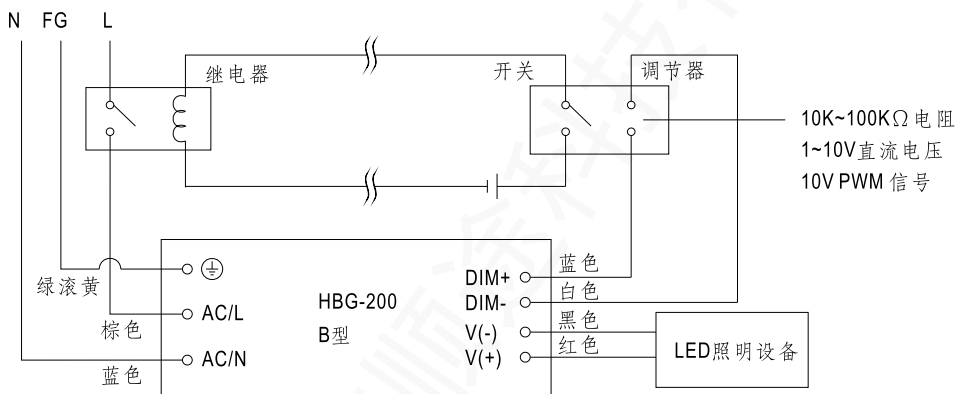 N FG L
继电器
开关
调节器
10K~100KΩ电阻
1~10V直流电压
10V PWM 信号
绿滚黄
棕色
AC/L
蓝色
AC/N
HBG-200
B型
DIM+ 蓝色
DIM- 白色
V(-) 黑色
V(+) 红色
LED照明设备